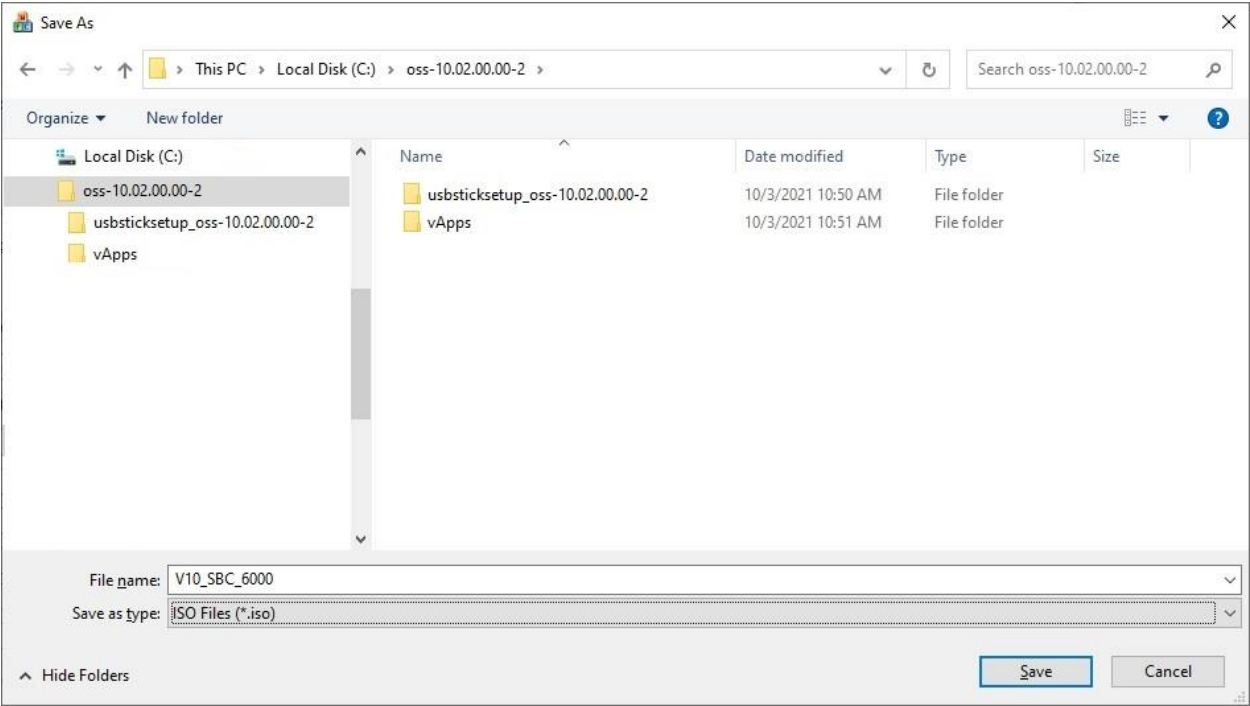 Save As
This PC > Local Disk (C:) > oss-10.02.00.00-2 >
Search oss-10.02.00.00-2
Organize
New folder
?
Local Disk (C:)
oss-10.02.00.00-2
usbsticksetup_oss-10.02.00.00-2
vApps
Name Date modified Type Size
usbsticksetup_oss-10.02.00.00-2 10/3/2021 10:50 AM File folder
vApps 10/3/2021 10:51 AM File folder
File name: V10_SBC_6000
Save as type: ISO Files (*.iso)
Hide Folders
Save
Cancel